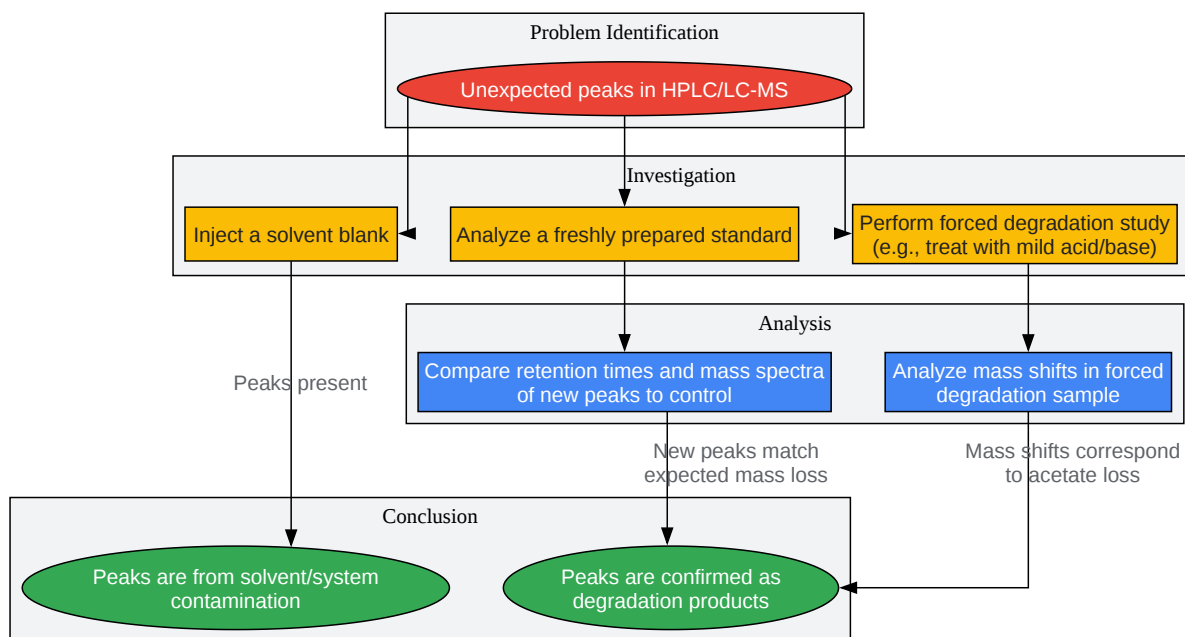 Problem Identification
Unexpected peaks in HPLC/LC-MS
Investigation
Inject a solvent blank
Analyze a freshly prepared standard
Perform forced degradation study
(e.g., treat with mild acid/base)
Analysis
Peaks present
Compare retention times and mass spectra
of new peaks to control
Analyze mass shifts in forced
degradation sample
New peaks match
expected mass loss
Mass shifts correspond
to acetate loss
Conclusion
Peaks are from solvent/system
contamination
Peaks are confirmed as
degradation products